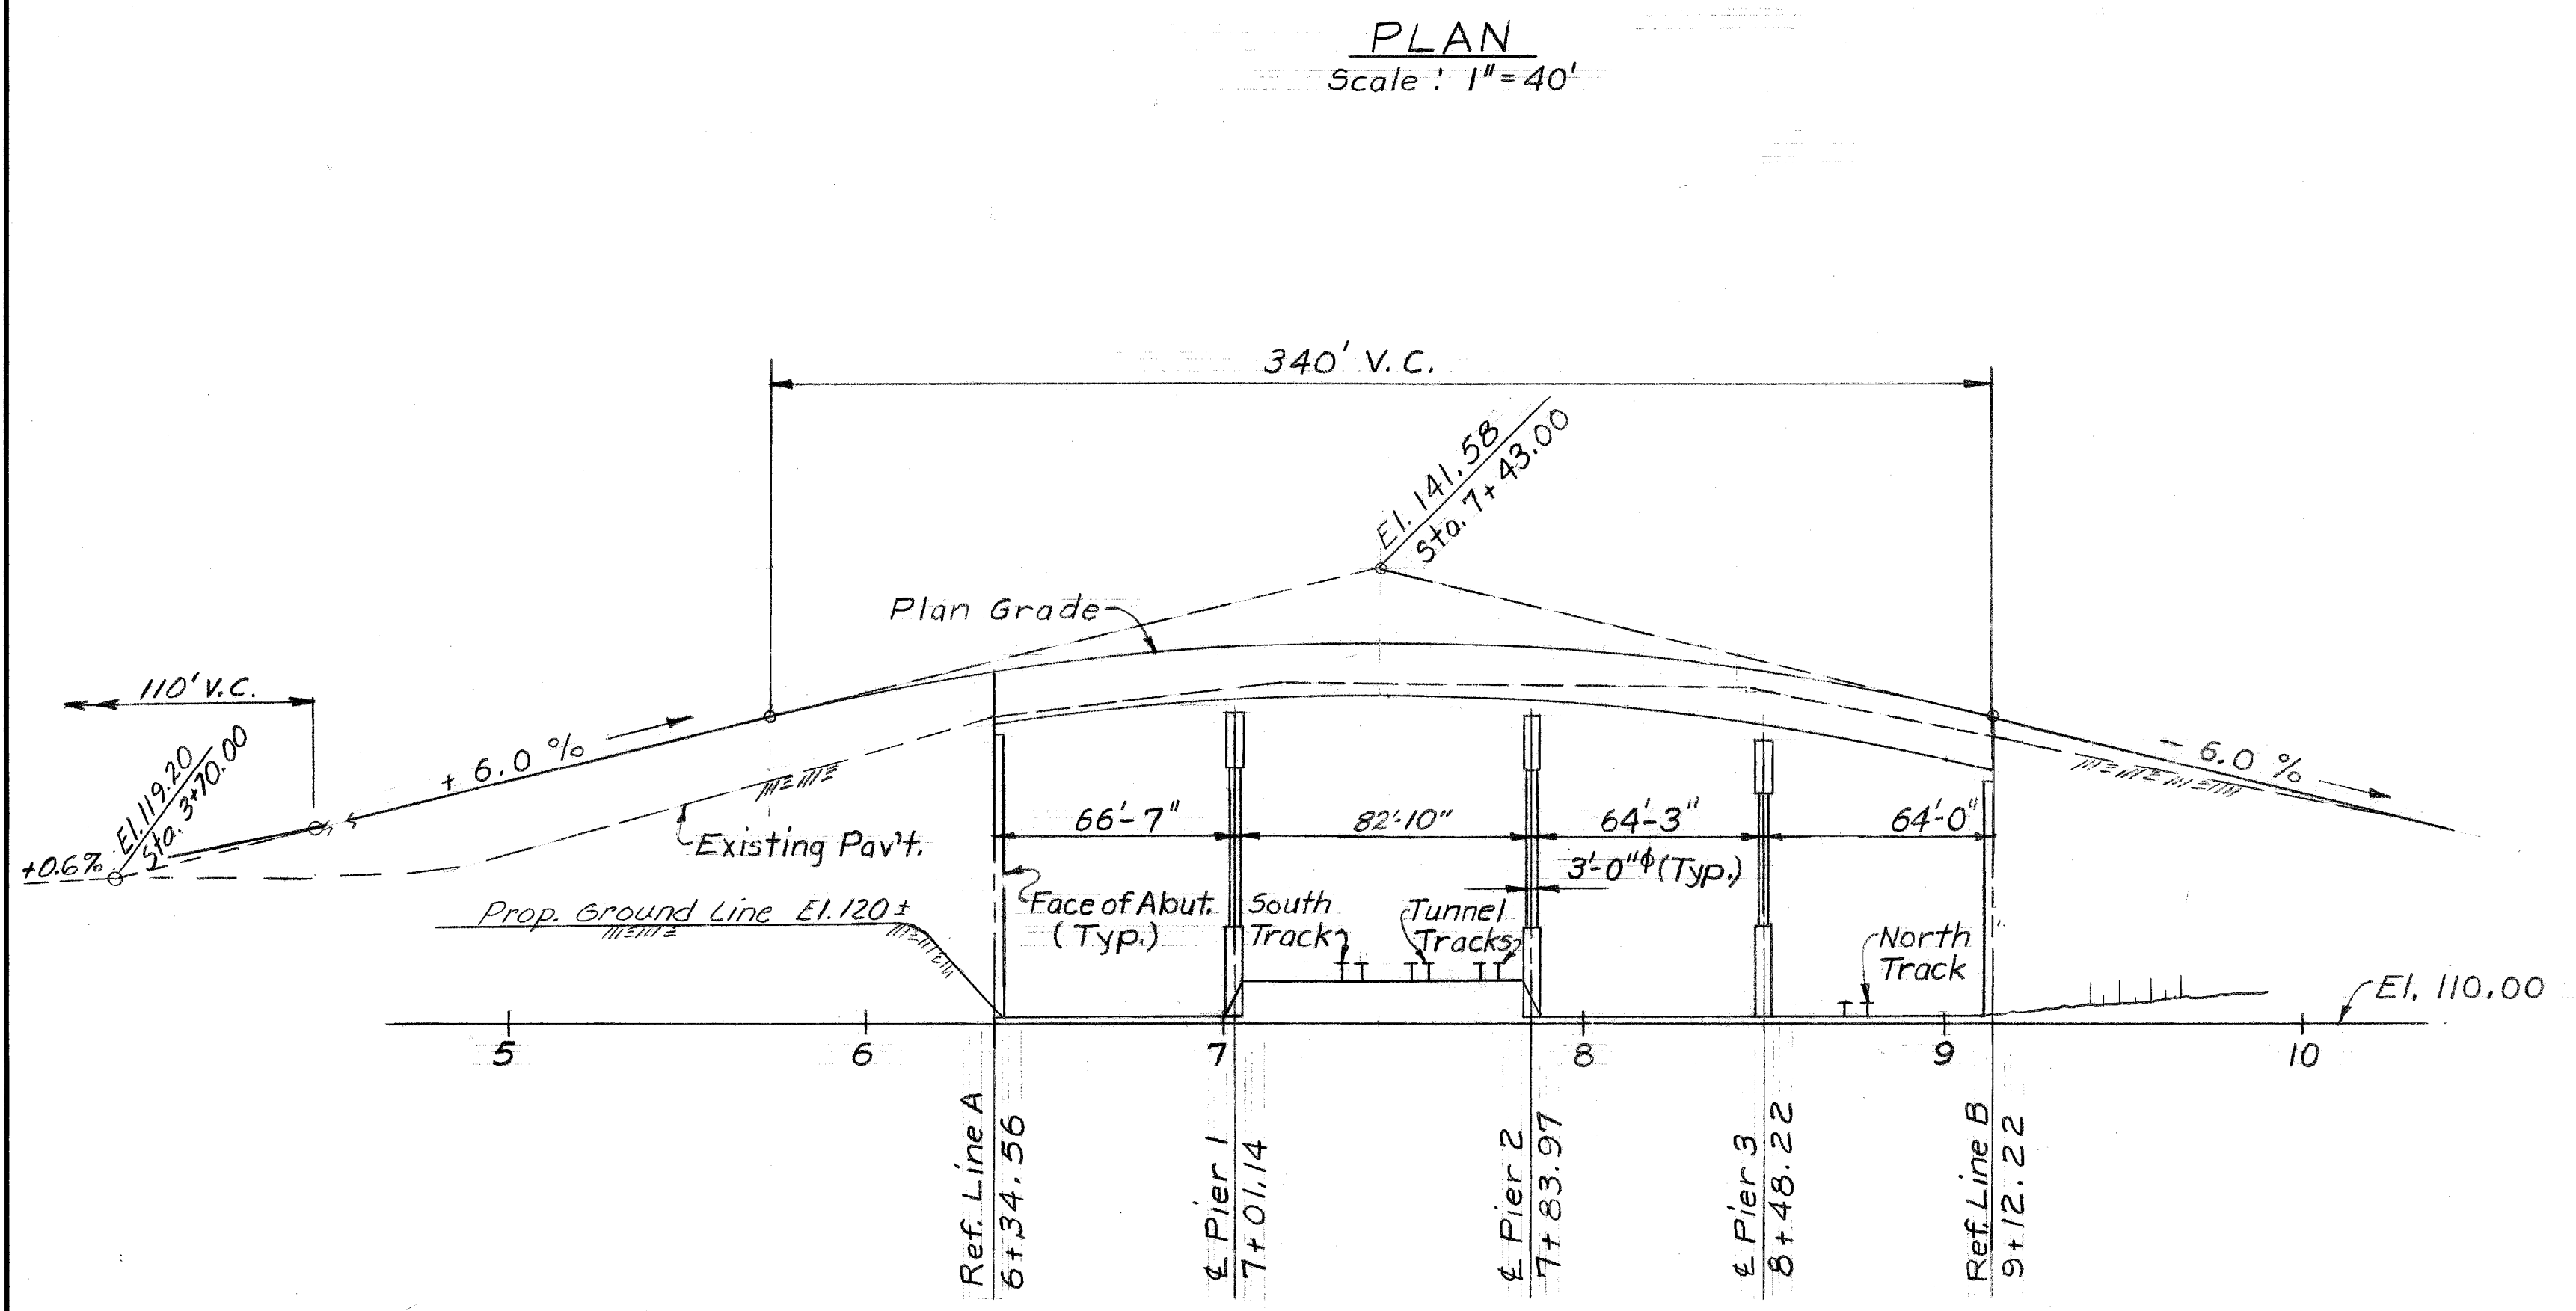 PLAN
Scale : 1" = 40'
340' V.C.
El. 141.58
Sta. 7+43.00
Plan Grade
110' V.C.
El. 119.20
Sta. 3+70.00
+0.6%
+ 6.0 %
- 6.0 %
Existing Pav't.
66'-7"
82'-10"
64'-3"
64'-0"
3'-0"ϕ (Typ.)
Prop. Ground Line El. 120 ±
Face of Abut.
(Typ.)
South
Track
Tunnel
Tracks
North
Track
El. 110.00
5
6
7
8
9
10
Ref. Line A
6+34.56
℄ Pier 1
7+01.14
℄ Pier 2
7+83.97
℄ Pier 3
8+48.22
Ref. Line B
9+12.22